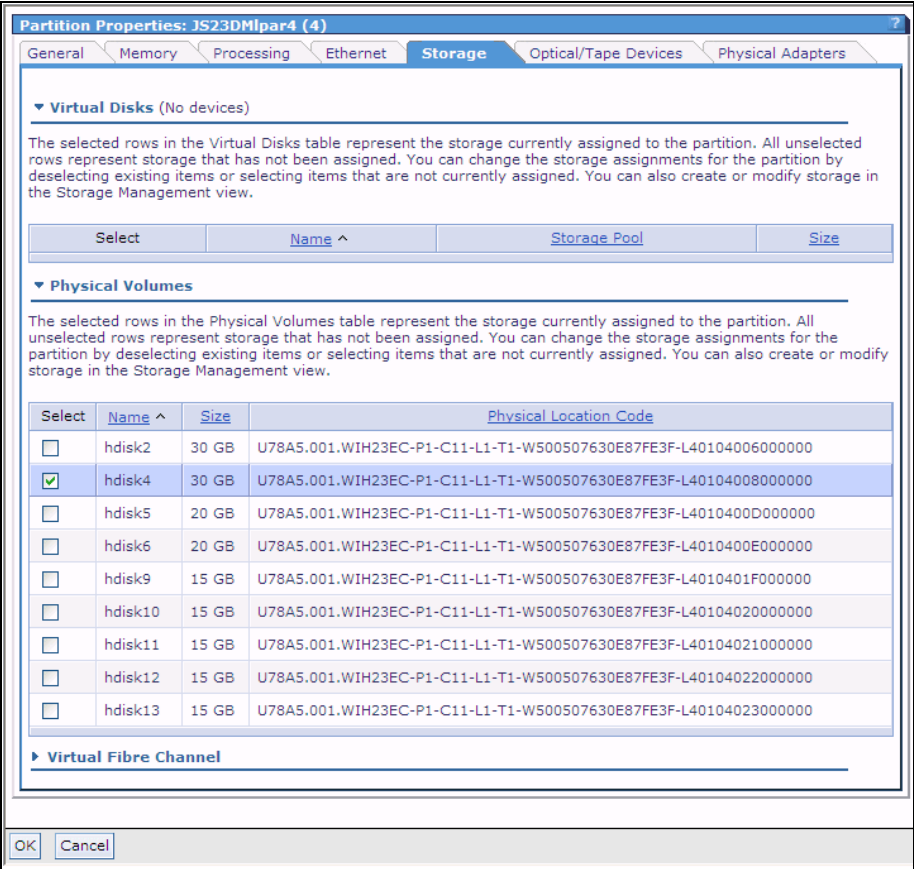 Partition Properties: JS23DMlpar4 (4)
?
General Memory Processing Ethernet Storage Optical/Tape Devices Physical Adapters
Virtual Disks (No devices)
The selected rows in the Virtual Disks table represent the storage currently assigned to the partition. All unselected
rows represent storage that has not been assigned. You can change the storage assignments for the partition by
deselecting existing items or selecting items that are not currently assigned. You can also create or modify storage in
the Storage Management view.
Select Name ^ Storage Pool Size
Physical Volumes
The selected rows in the Physical Volumes table represent the storage currently assigned to the partition. All
unselected rows represent storage that has not been assigned. You can change the storage assignments for the
partition by deselecting existing items or selecting items that are not currently assigned. You can also create or modify
storage in the Storage Management view.
Select Name ^ Size Physical Location Code
hdisk2 30 GB U78A5.001.WIH23EC-P1-C11-L1-T1-W500507630E87FE3F-L40104006000000
hdisk4 30 GB U78A5.001.WIH23EC-P1-C11-L1-T1-W500507630E87FE3F-L40104008000000
hdisk5 20 GB U78A5.001.WIH23EC-P1-C11-L1-T1-W500507630E87FE3F-L4010400D000000
hdisk6 20 GB U78A5.001.WIH23EC-P1-C11-L1-T1-W500507630E87FE3F-L4010400E000000
hdisk9 15 GB U78A5.001.WIH23EC-P1-C11-L1-T1-W500507630E87FE3F-L4010401F000000
hdisk10 15 GB U78A5.001.WIH23EC-P1-C11-L1-T1-W500507630E87FE3F-L40104020000000
hdisk11 15 GB U78A5.001.WIH23EC-P1-C11-L1-T1-W500507630E87FE3F-L40104021000000
hdisk12 15 GB U78A5.001.WIH23EC-P1-C11-L1-T1-W500507630E87FE3F-L40104022000000
hdisk13 15 GB U78A5.001.WIH23EC-P1-C11-L1-T1-W500507630E87FE3F-L40104023000000
Virtual Fibre Channel
OK Cancel